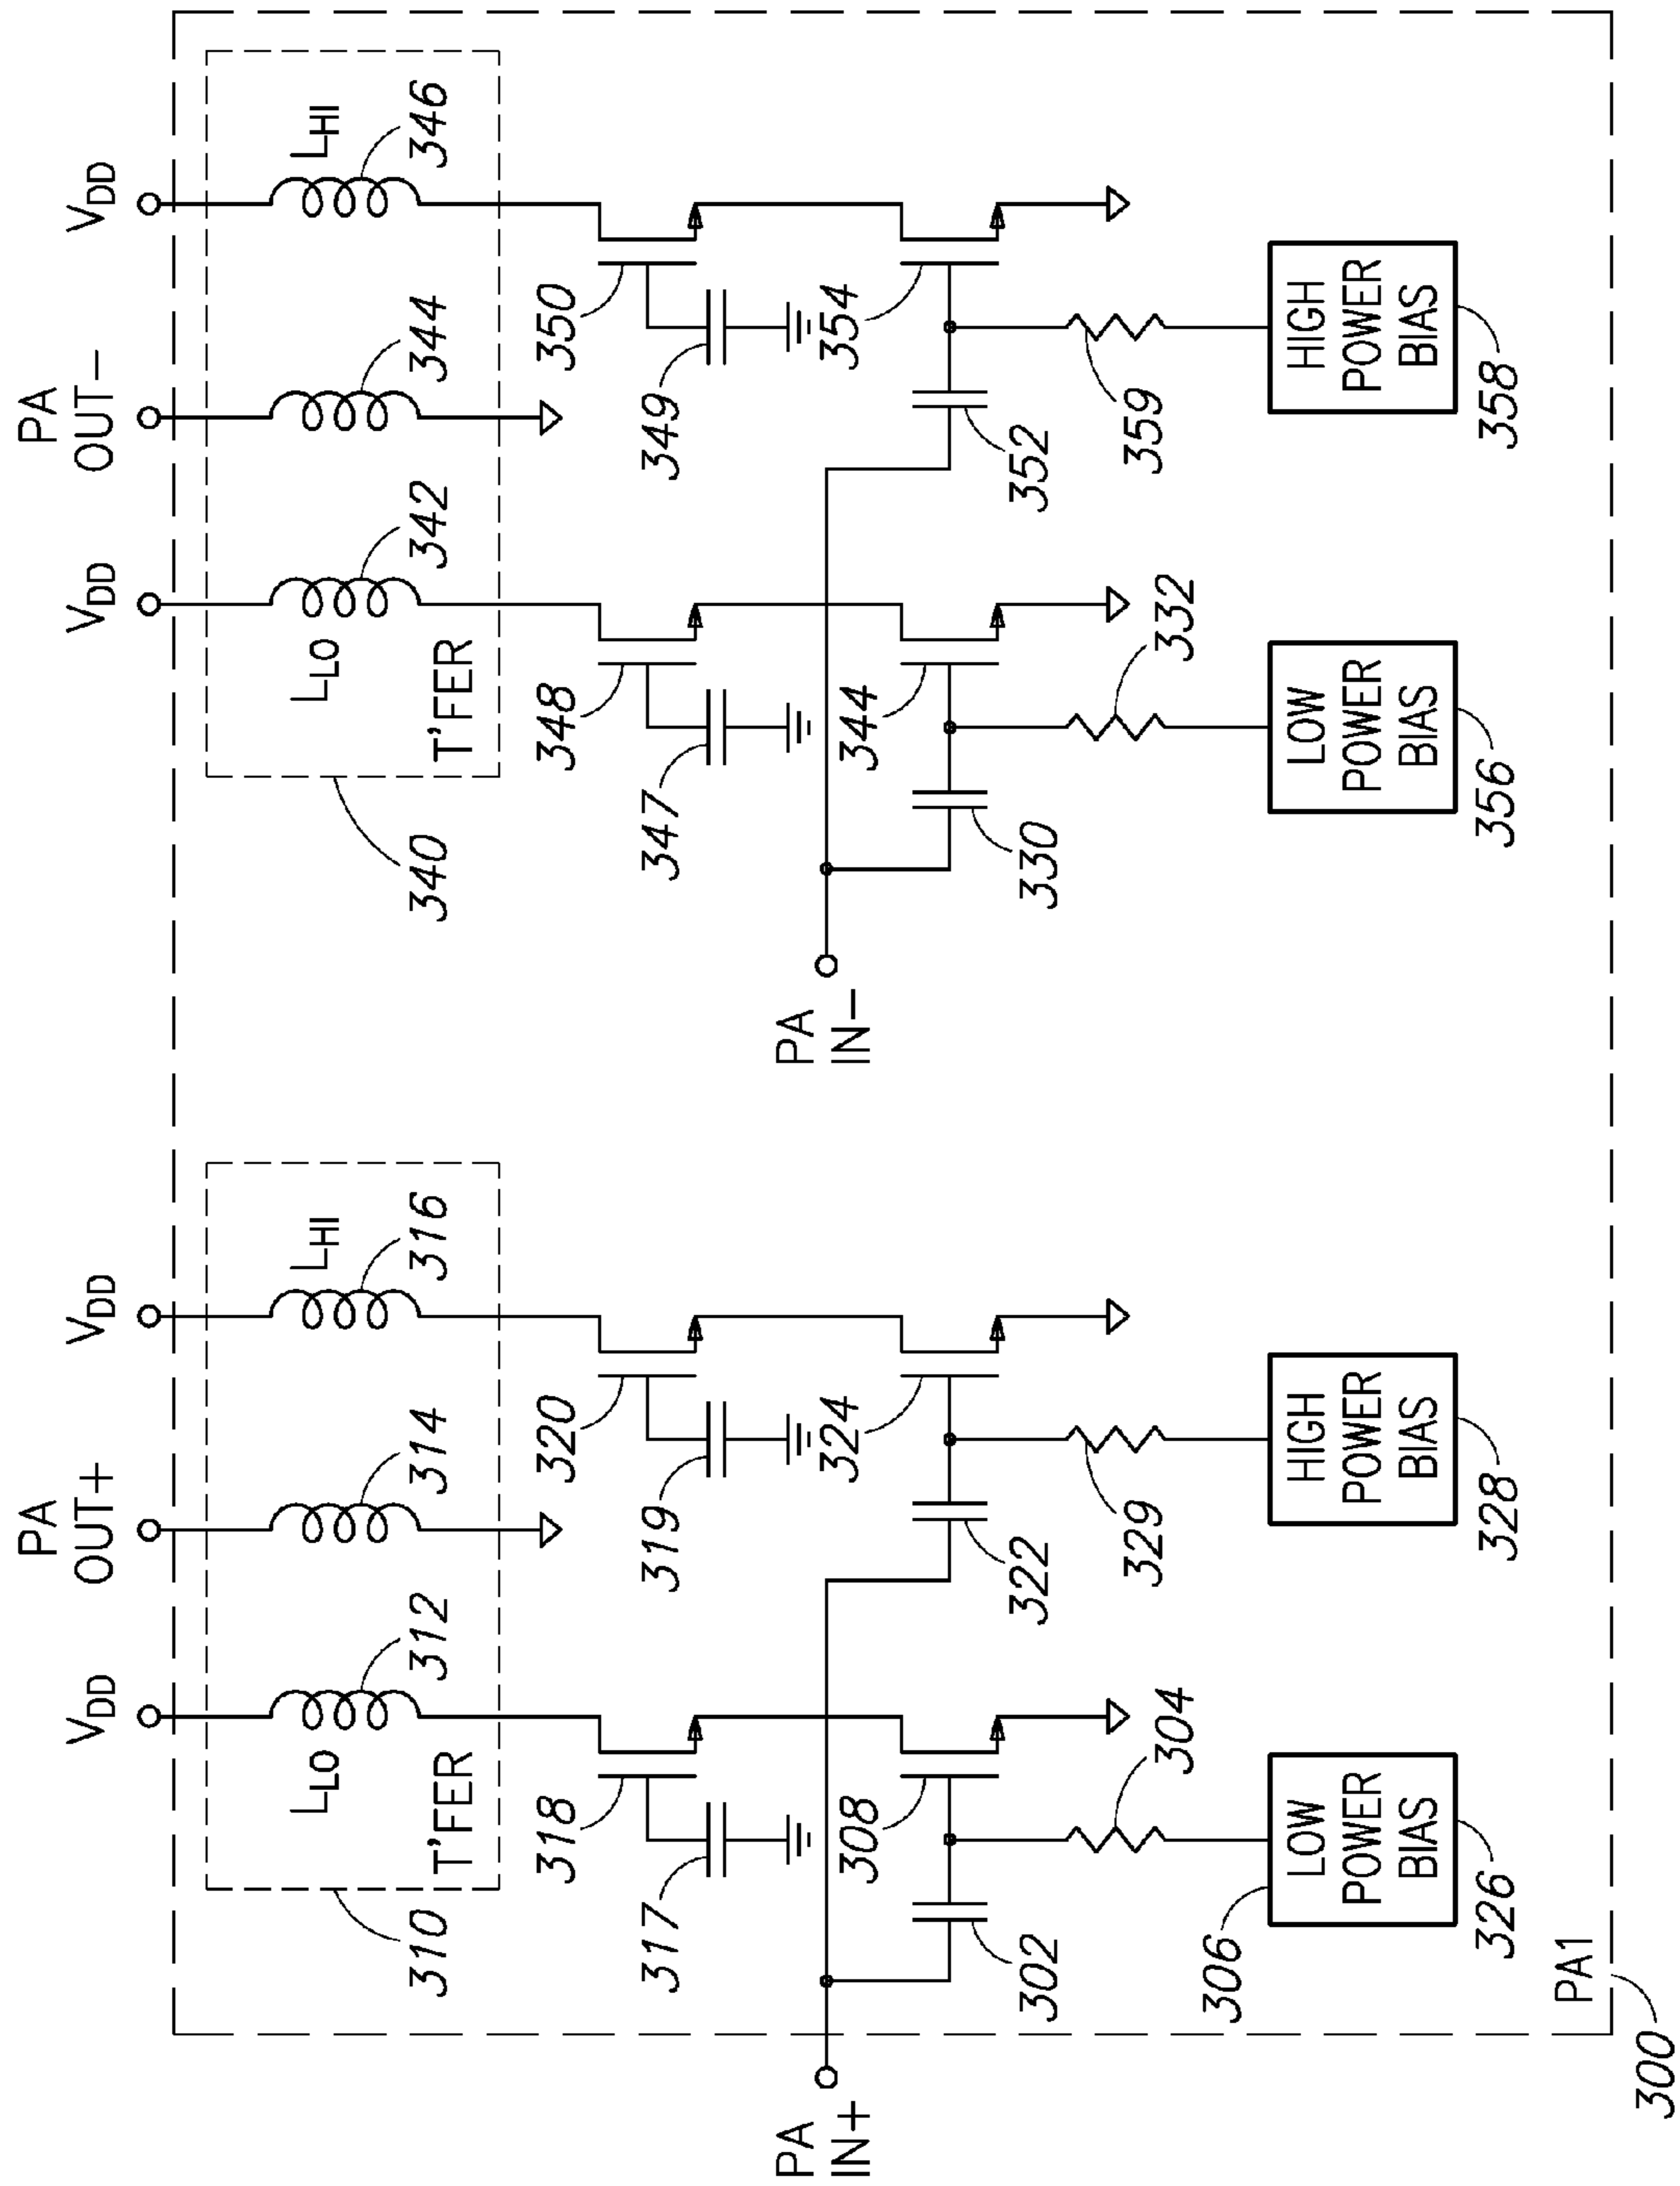 V_DD
PA
OUT+
V_DD
V_DD
PA
OUT−
V_DD
L_LO
312
314
L_HI
316
L_LO
342
344
L_HI
346
T'FER
T'FER
310
340
318
320
348
350
317
319
347
349
PA
IN+
PA
IN−
308
324
344
354
302
322
330
352
304
329
332
359
306
LOW
POWER
BIAS
HIGH
POWER
BIAS
LOW
POWER
BIAS
HIGH
POWER
BIAS
326
328
356
358
PA1
300